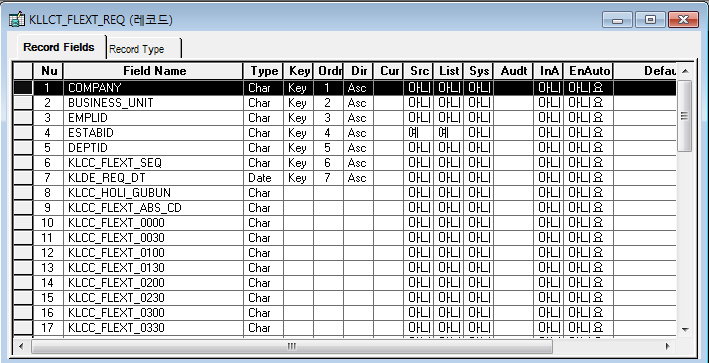 KLLCT_FLEXT_REQ (레코드)
Record Fields Record Type
Nu Field Name Type Key Ordr Dir Cur Src List Sys Audt InA EnAuto Defau
1 COMPANY Char Key 1 Asc 아니 아니 아니 아니 아니요
2 BUSINESS_UNIT Char Key 2 Asc 아니 아니 아니 아니 아니요
3 EMPLID Char Key 3 Asc 아니 아니 아니 아니 아니요
4 ESTABID Char Key 4 Asc 예 예 아니 아니 아니요
5 DEPTID Char Key 5 Asc 아니 아니 아니 아니 아니요
6 KLCC_FLEXT_SEQ Char Key 6 Asc 아니 아니 아니 아니 아니요
7 KLDE_REQ_DT Date Key 7 Asc 아니 아니 아니 아니 아니요
8 KLCC_HOLI_GUBUN Char 아니 아니 아니 아니 아니요
9 KLCC_FLEXT_ABS_CD Char 아니 아니 아니 아니 아니요
10 KLCC_FLEXT_0000 Char 아니 아니 아니 아니 아니요
11 KLCC_FLEXT_0030 Char 아니 아니 아니 아니 아니요
12 KLCC_FLEXT_0100 Char 아니 아니 아니 아니 아니요
13 KLCC_FLEXT_0130 Char 아니 아니 아니 아니 아니요
14 KLCC_FLEXT_0200 Char 아니 아니 아니 아니 아니요
15 KLCC_FLEXT_0230 Char 아니 아니 아니 아니 아니요
16 KLCC_FLEXT_0300 Char 아니 아니 아니 아니 아니요
17 KLCC_FLEXT_0330 Char 아니 아니 아니 아니 아니요